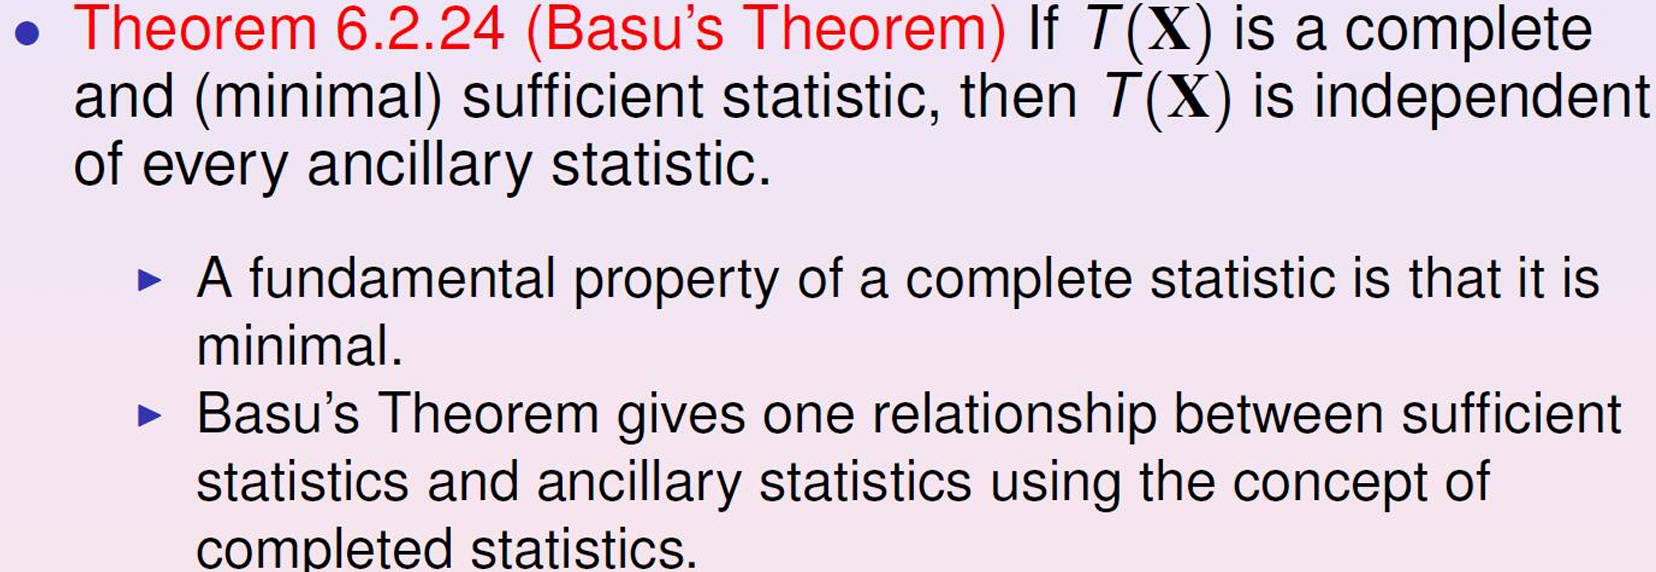 • Theorem 6.2.24 (Basu's Theorem) If T(X) is a complete
and (minimal) sufficient statistic, then T(X) is independent
of every ancillary statistic.
▶ A fundamental property of a complete statistic is that it is
minimal.
▶ Basu's Theorem gives one relationship between sufficient
statistics and ancillary statistics using the concept of
completed statistics.